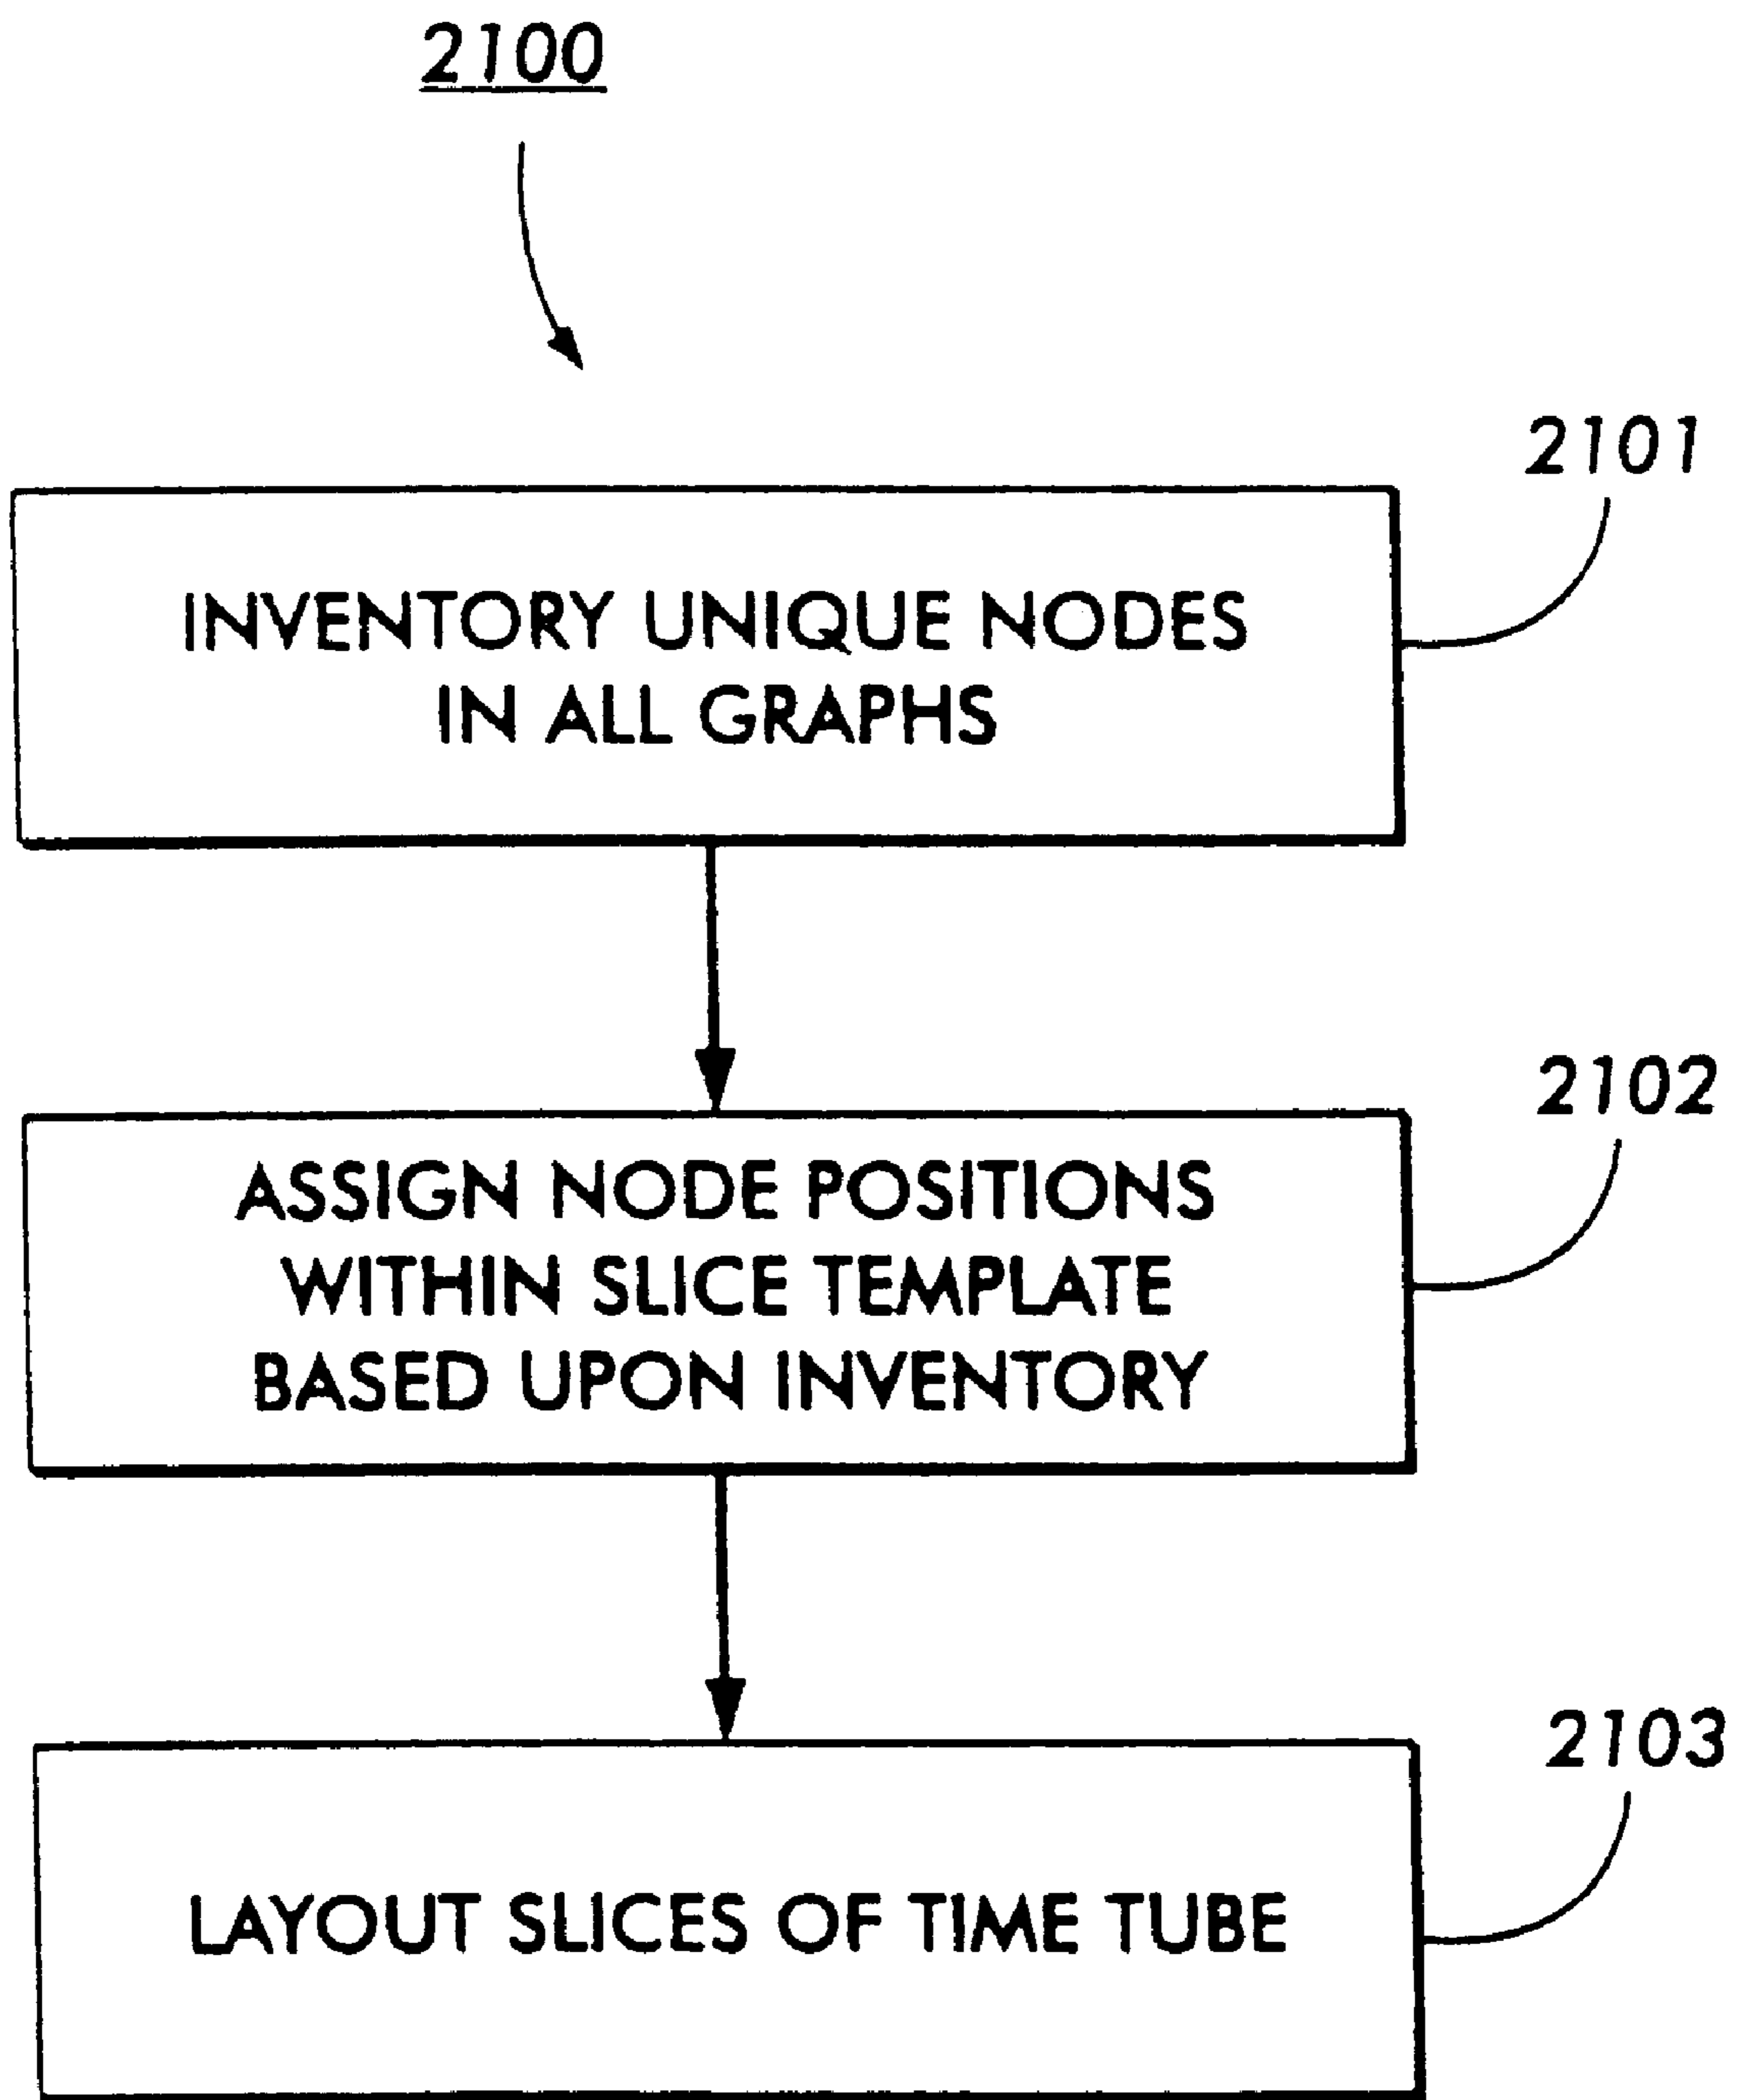 2100
2101
INVENTORY UNIQUE NODES
IN ALL GRAPHS
2102
ASSIGN NODE POSITIONS
WITHIN SLICE TEMPLATE
BASED UPON INVENTORY
2103
LAYOUT SLICES OF TIME TUBE